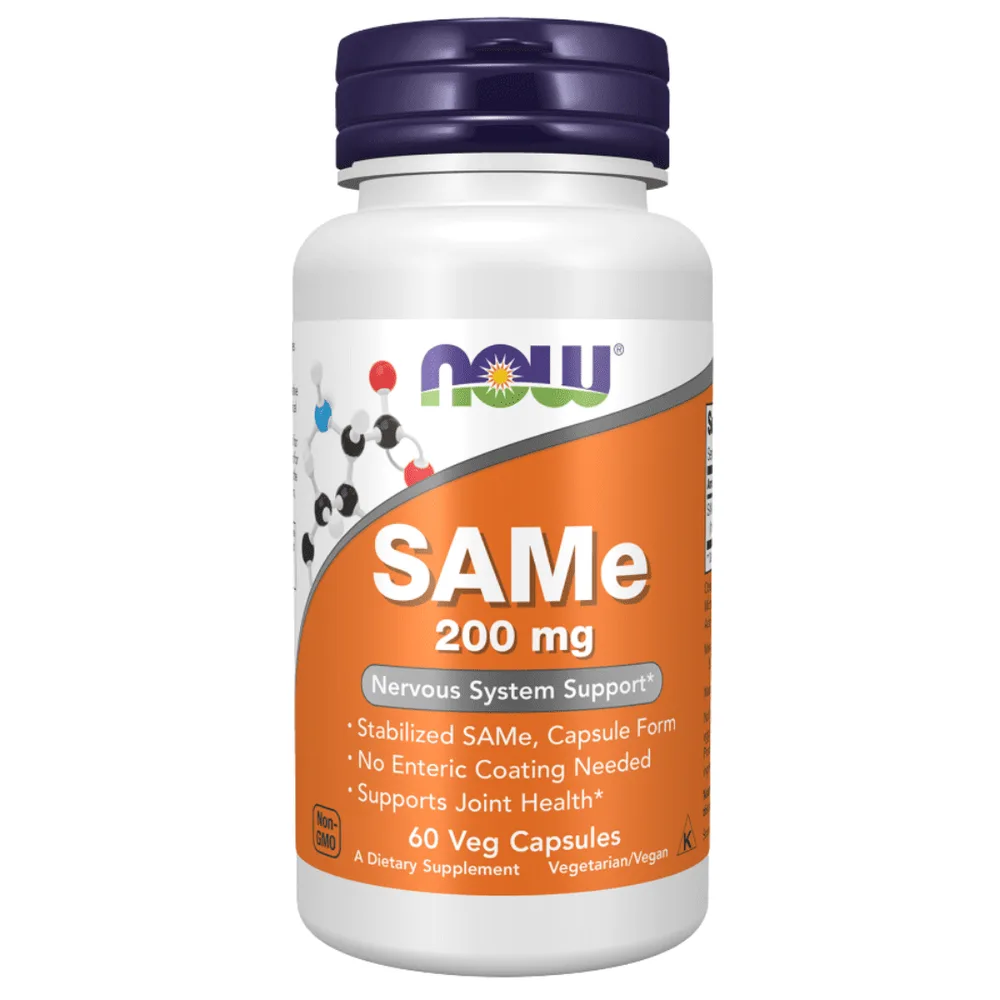 NOW®
SAMe
200 mg
Nervous System Support*
· Stabilized SAMe, Capsule Form
· No Enteric Coating Needed
· Supports Joint Health*
60 Veg Capsules
Non-
GMO
A Dietary Supplement
Vegetarian/Vegan
K